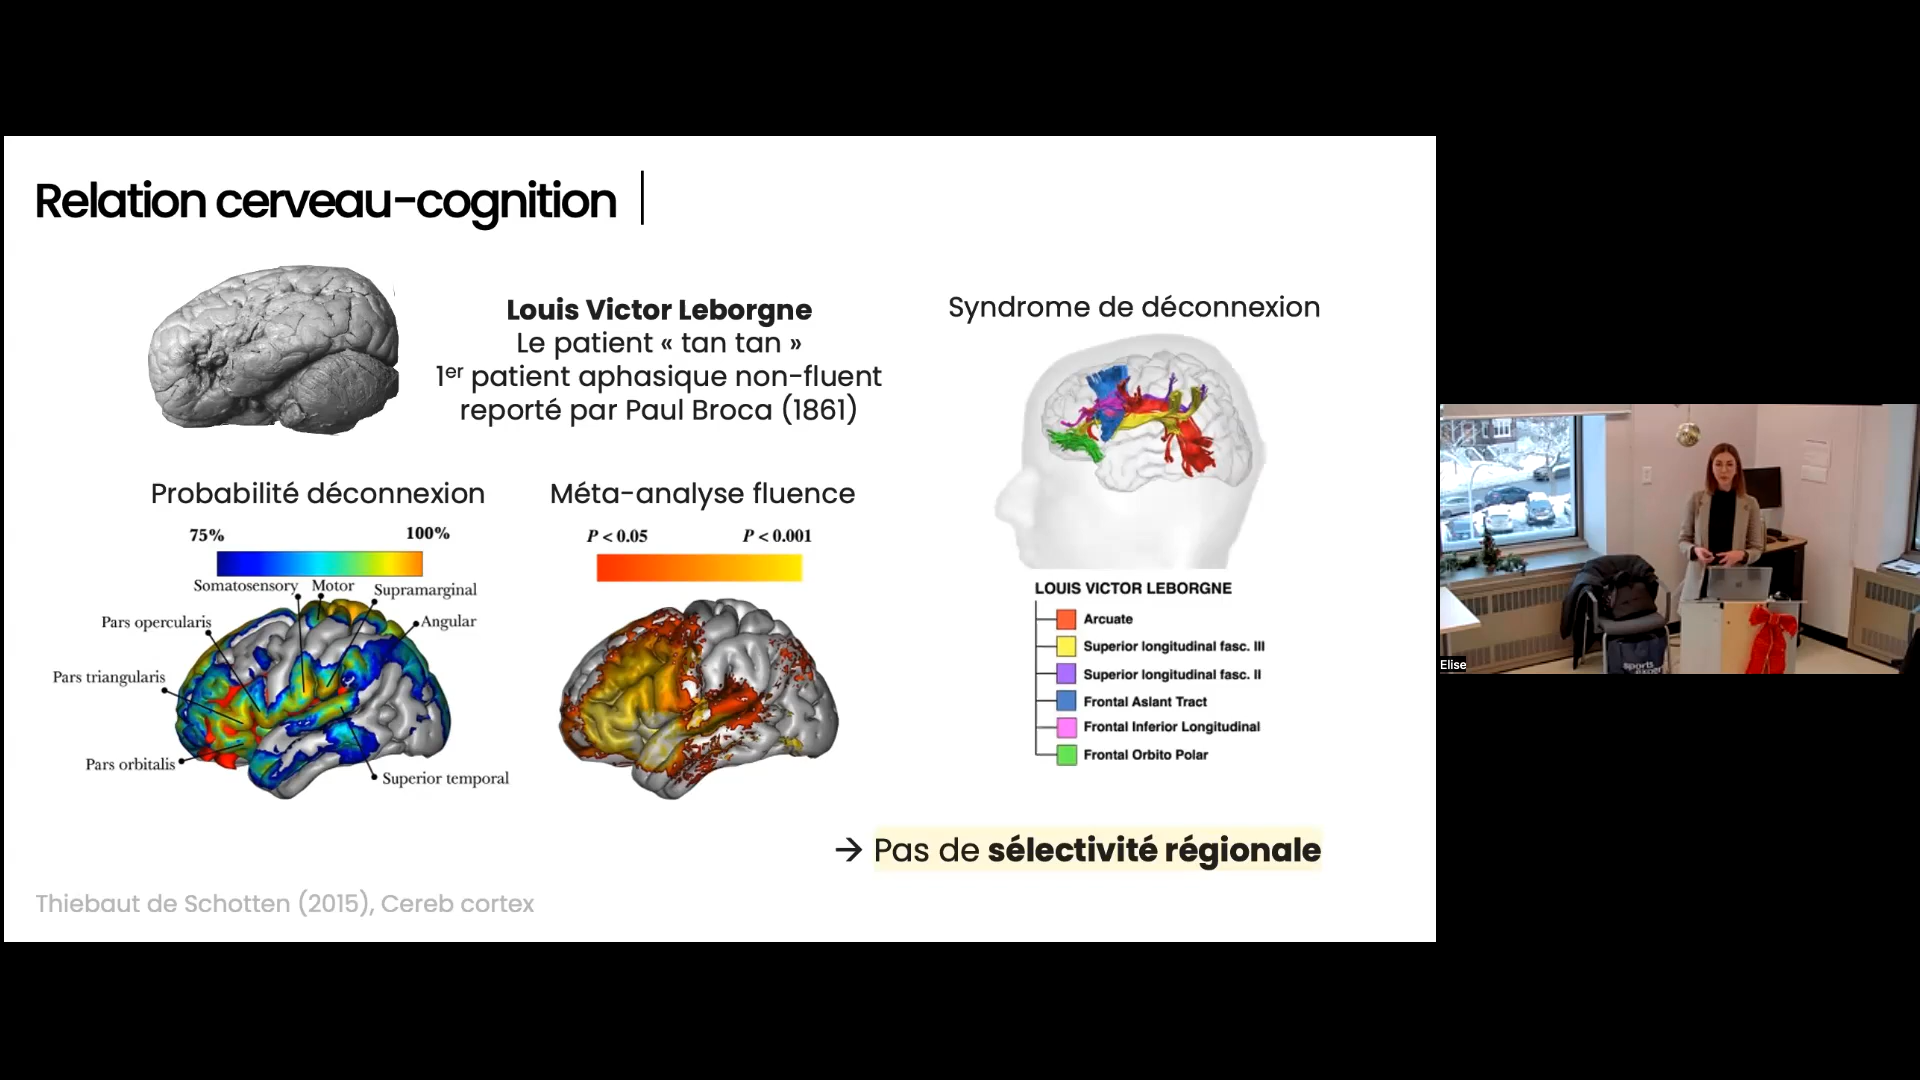 Relation cerveau-cognition
Louis Victor Leborgne
Le patient « tan tan »
1er patient aphasique non-fluent
reporté par Paul Broca (1861)
Syndrome de déconnexion
Probabilité déconnexion
75%
100%
Somatosensory
Motor
Supramarginal
Pars opercularis
Angular
Pars triangularis
Pars orbitalis
Superior temporal
Méta-analyse fluence
P < 0.05
P < 0.001
LOUIS VICTOR LEBORGNE
Arcuate
Superior longitudinal fasc. III
Superior longitudinal fasc. II
Frontal Aslant Tract
Frontal Inferior Longitudinal
Frontal Orbito Polar
→ Pas de sélectivité régionale
Thiebaut de Schotten (2015), Cereb cortex
Elise
sports